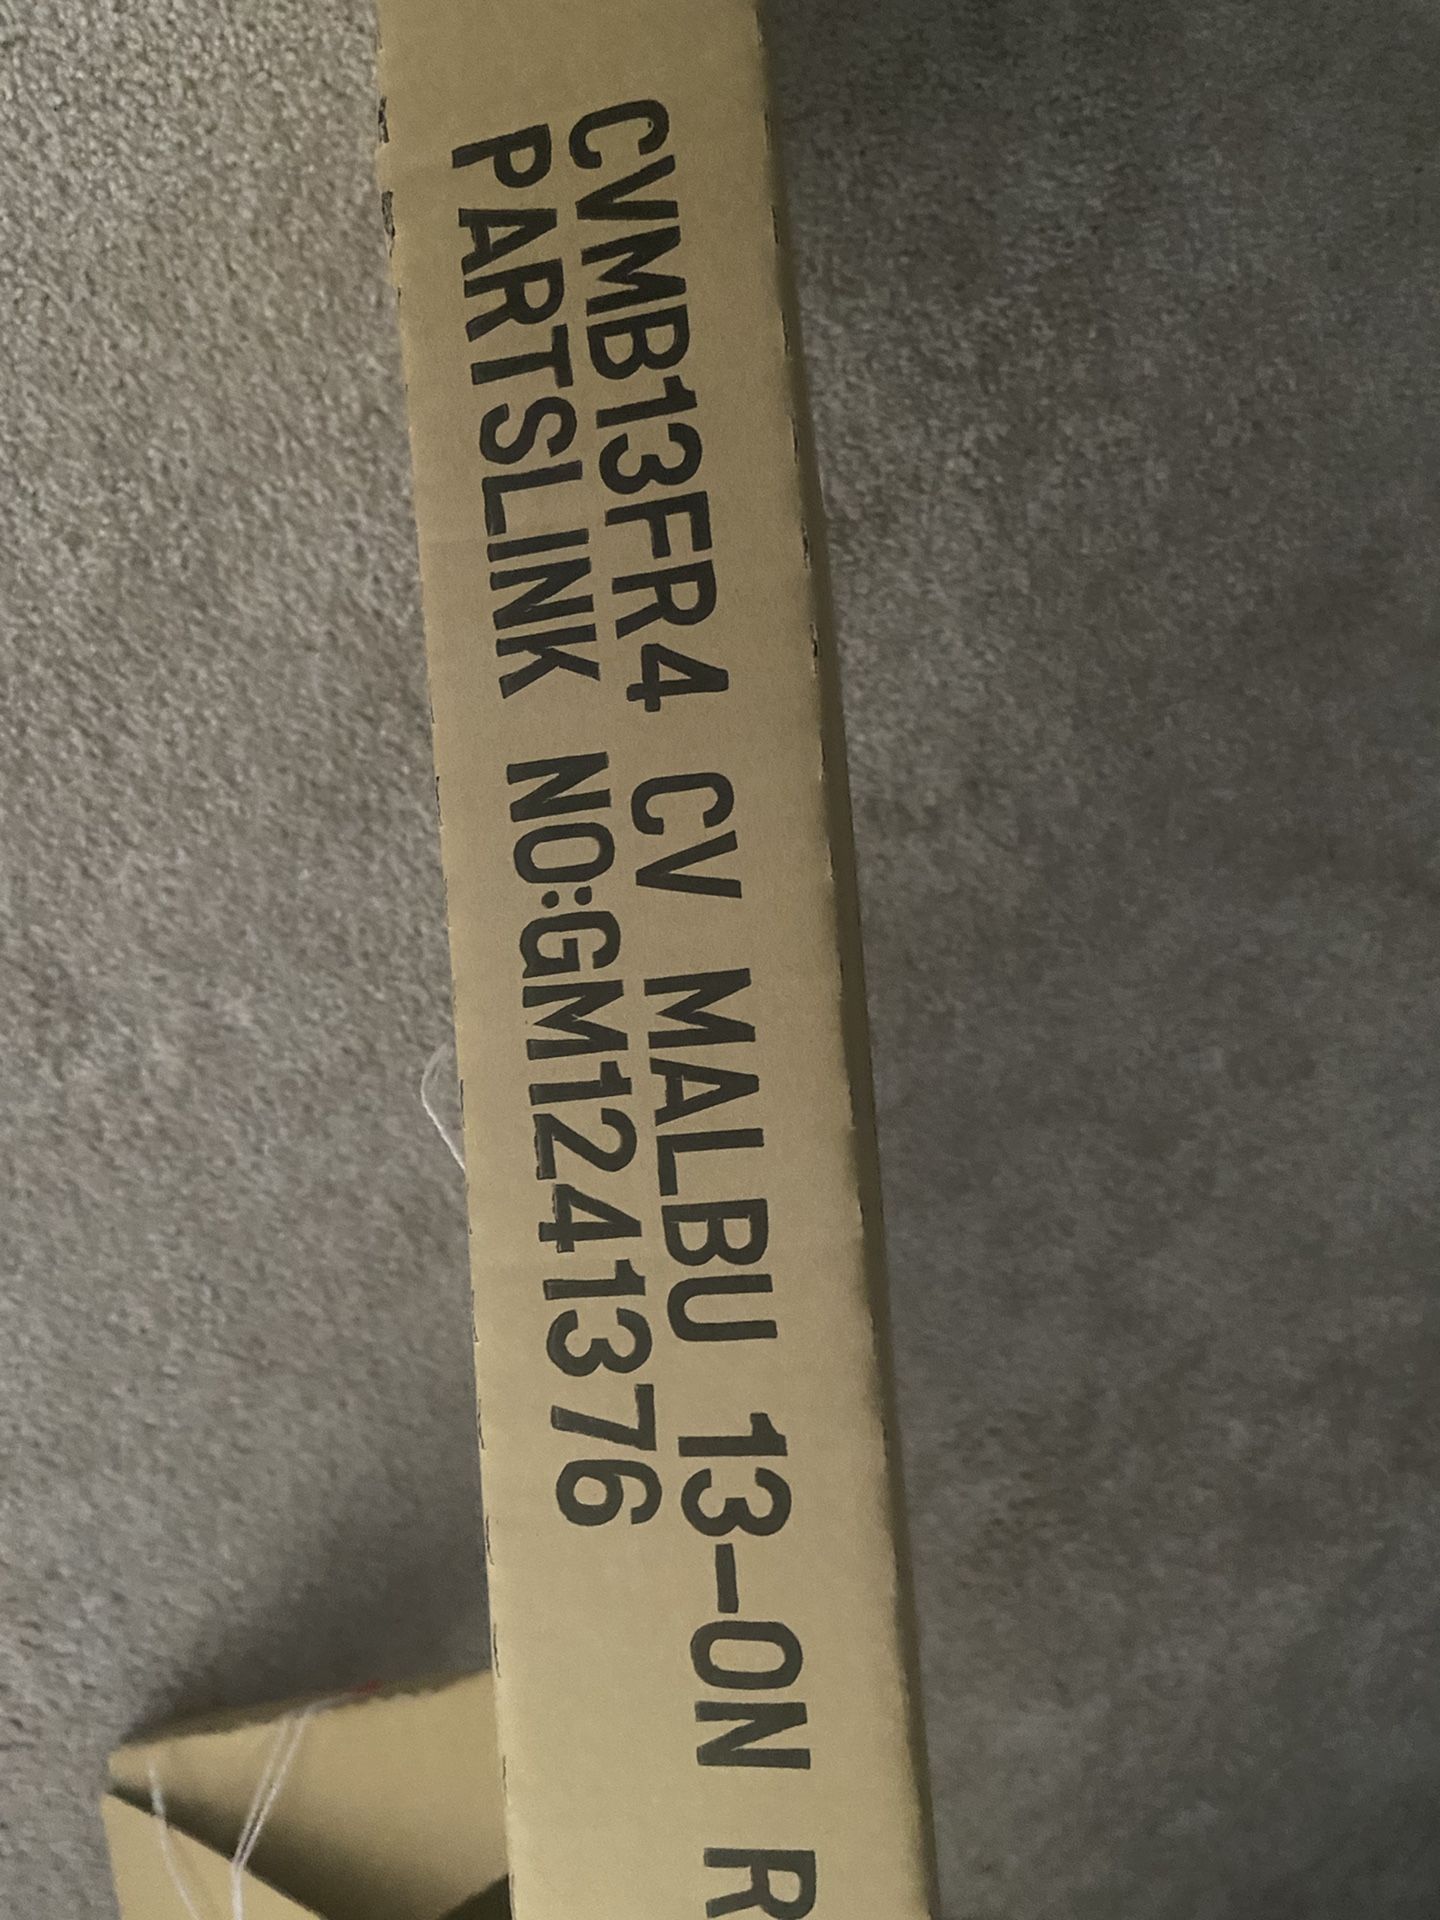 CVMB13FR4 CV MALBU 13-ON R
PARTSLINK NO:GM1241376